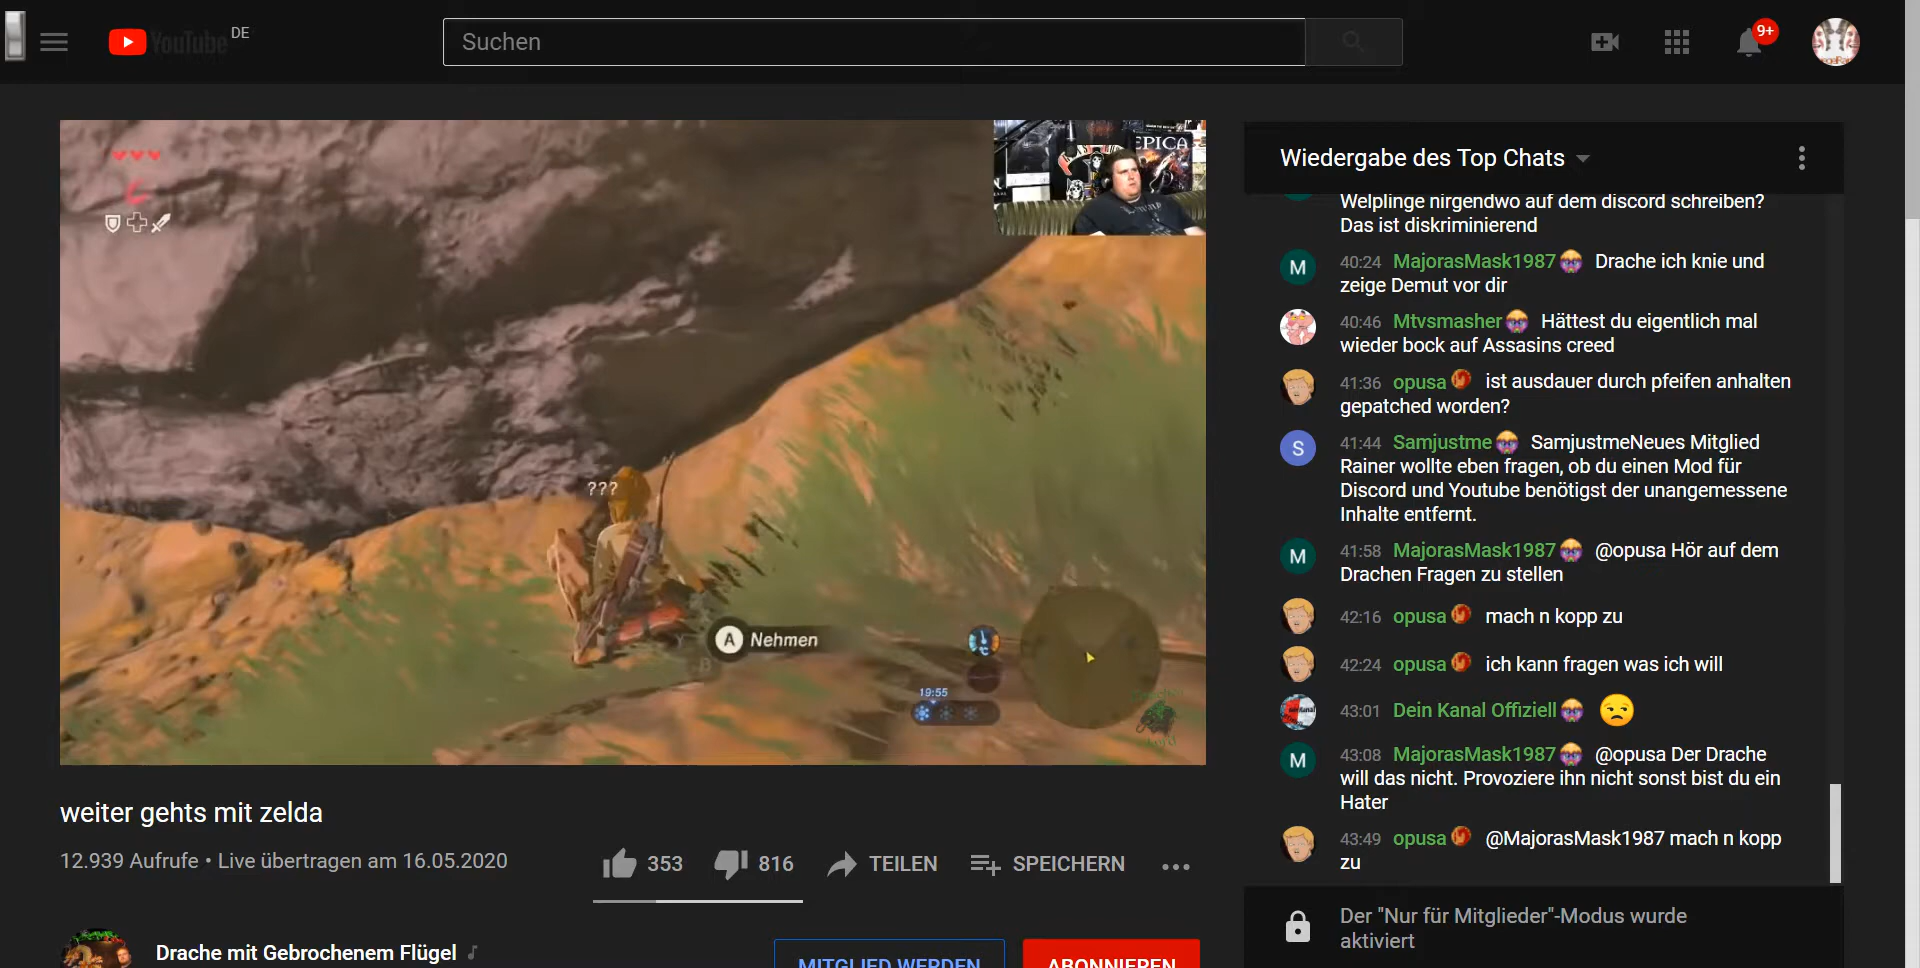 YouTube DE
Suchen
9+
EPICA
???
A Nehmen
19:55
weiter gehts mit zelda
12.939 Aufrufe • Live übertragen am 16.05.2020
353
816
TEILEN
SPEICHERN
Drache mit Gebrochenem Flügel
MITGLIED WERDEN
ABONNIEREN
Wiedergabe des Top Chats
Welplinge nirgendwo auf dem discord schreiben?
Das ist diskriminierend
M 40:24 MajorasMask1987 Drache ich knie und
zeige Demut vor dir
40:46 Mtvsmasher Hättest du eigentlich mal
wieder bock auf Assasins creed
41:36 opusa ist ausdauer durch pfeifen anhalten
gepatched worden?
S 41:44 Samjustme SamjustmeNeues Mitglied
Rainer wollte eben fragen, ob du einen Mod für
Discord und Youtube benötigst der unangemessene
Inhalte entfernt.
M 41:58 MajorasMask1987 @opusa Hör auf dem
Drachen Fragen zu stellen
42:16 opusa mach n kopp zu
42:24 opusa ich kann fragen was ich will
43:01 Dein Kanal Offiziell 😒
M 43:08 MajorasMask1987 @opusa Der Drache
will das nicht. Provoziere ihn nicht sonst bist du ein
Hater
43:49 opusa @MajorasMask1987 mach n kopp
zu
Der "Nur für Mitglieder"-Modus wurde
aktiviert